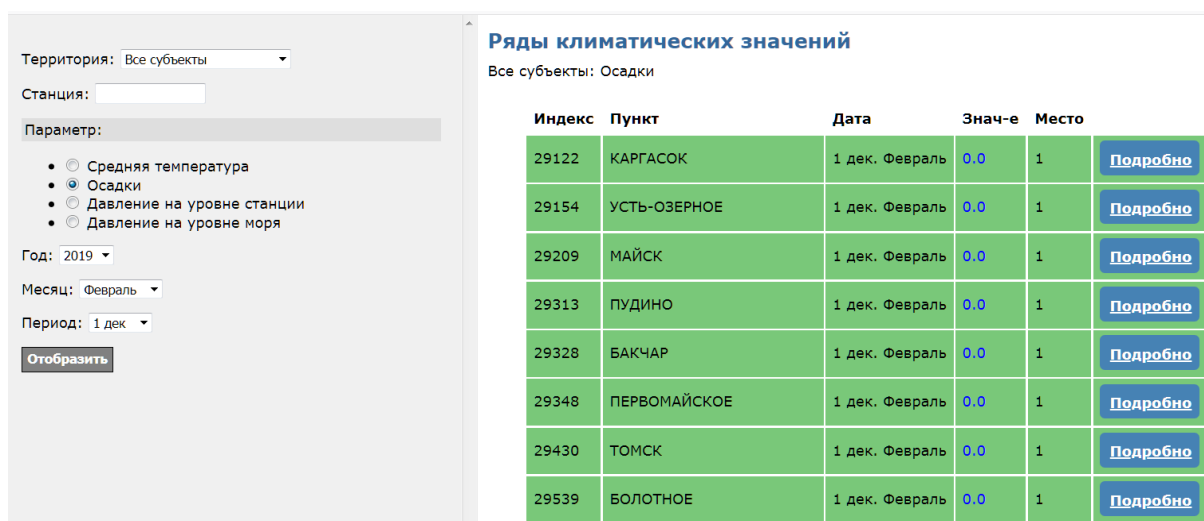 Территория: Все субъекты
Станция:
Параметр:
Средняя температура
Осадки
Давление на уровне станции
Давление на уровне моря
Год: 2019
Месяц: Февраль
Период: 1 дек
Отобразить
Ряды климатических значений
Все субъекты: Осадки
Индекс Пункт Дата Знач-е Место
29122 КАРГАСОК 1 дек. Февраль 0.0 1 Подробно
29154 УСТЬ-ОЗЕРНОЕ 1 дек. Февраль 0.0 1 Подробно
29209 МАЙСК 1 дек. Февраль 0.0 1 Подробно
29313 ПУДИНО 1 дек. Февраль 0.0 1 Подробно
29328 БАКЧАР 1 дек. Февраль 0.0 1 Подробно
29348 ПЕРВОМАЙСКОЕ 1 дек. Февраль 0.0 1 Подробно
29430 ТОМСК 1 дек. Февраль 0.0 1 Подробно
29539 БОЛОТНОЕ 1 дек. Февраль 0.0 1 Подробно